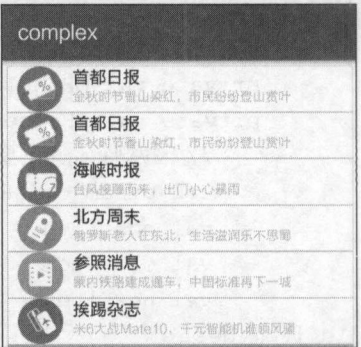 complex
首都日报
金秋时节香山染红，市民纷纷登山赏叶
首都日报
金秋时节香山染红，市民纷纷登山赏叶
海峡时报
台风接踵而来，出门小心暴雨
北方周末
俄罗斯老人在东北，生活滋润乐不思蜀
参照消息
蒙内铁路建成通车，中国标准再下一城
挨踢杂志
米6大战Mate10，千元智能机谁领风骚